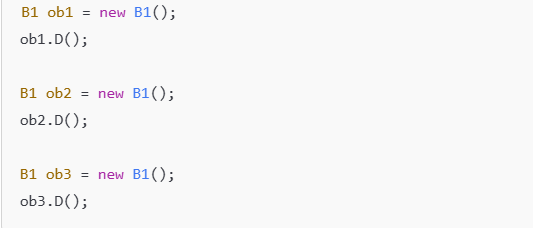 B1 ob1 = new B1();
ob1.D();
B1 ob2 = new B1();
ob2.D();
B1 ob3 = new B1();
ob3.D();